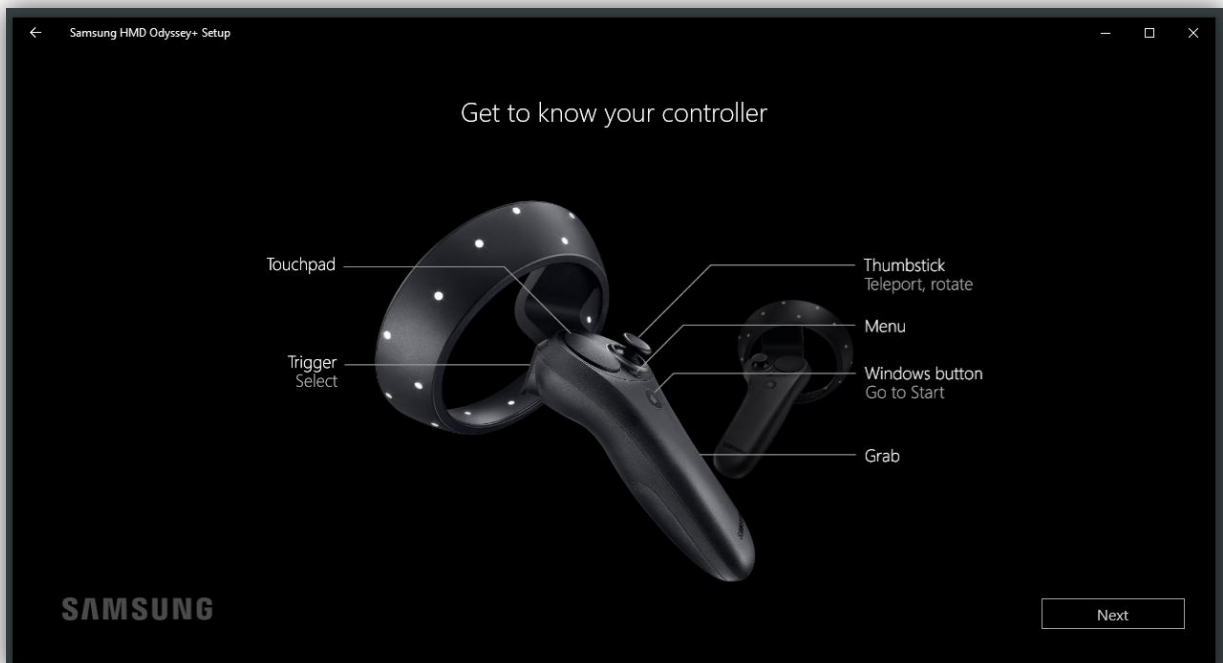 Samsung HMD Odyssey+ Setup
Get to know your controller
Touchpad
Trigger
Select
Thumbstick
Teleport, rotate
Menu
Windows button
Go to Start
Grab
SAMSUNG
Next